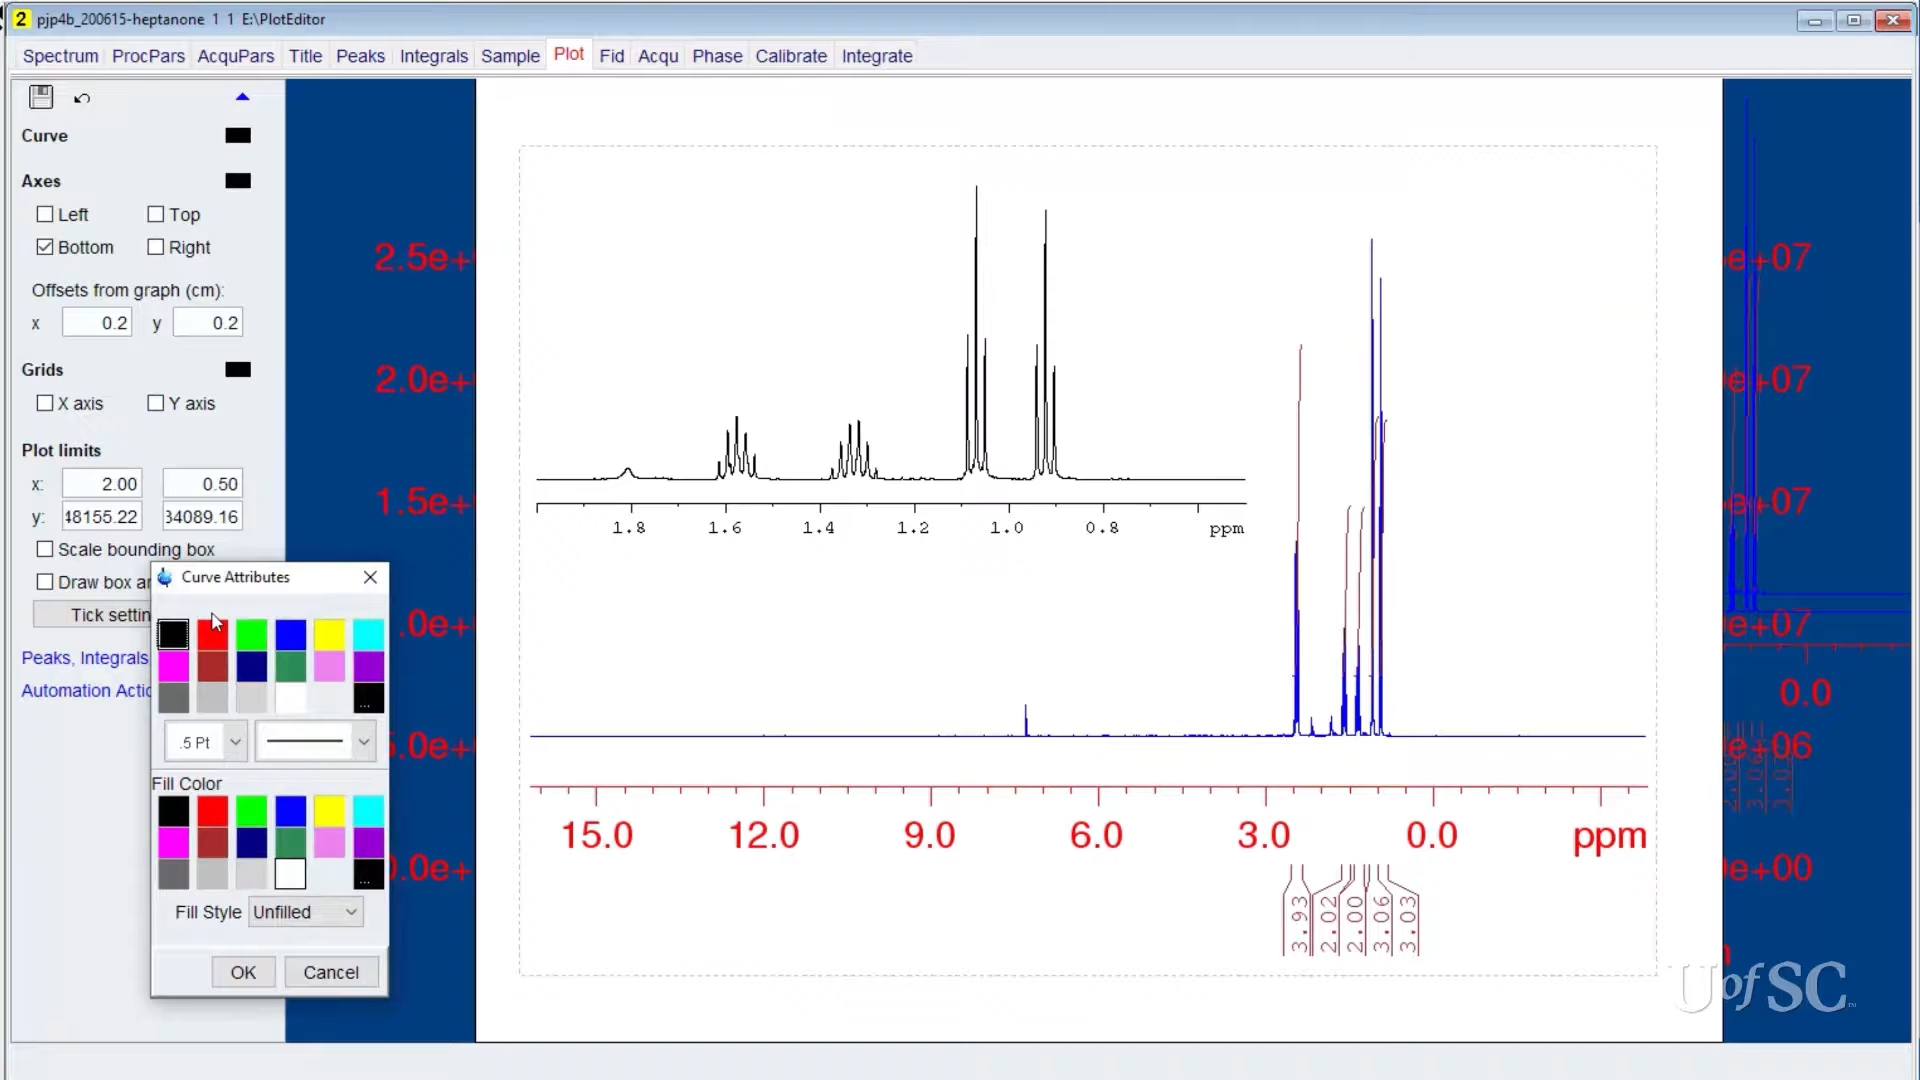 2 pjp4b_200615-heptanone 1 1 E:\PlotEditor
Spectrum ProcPars AcquPars Title Peaks Integrals Sample Plot Fid Acqu Phase Calibrate Integrate
Curve
Axes
Left Top
Bottom Right
Offsets from graph (cm):
x 0.2 y 0.2
Grids
X axis Y axis
Plot limits
x: 2.00 0.50
y: 48155.22 34089.16
Scale bounding box
Draw box
Tick
Peaks, Integrals
Automation
Curve Attributes
...
.5 Pt
Fill Color
...
Fill Style Unfilled
OK Cancel
2.5e+
2.0e+
1.5e+
.0e+
5.0e+
0.0e+
1.8 1.6 1.4 1.2 1.0 0.8 ppm
15.0 12.0 9.0 6.0 3.0 0.0 ppm
3.93 2.02 2.00 3.06 3.03
e+07
e+07
e+07
e+07
0.0
e+06
e+00
UofSC™